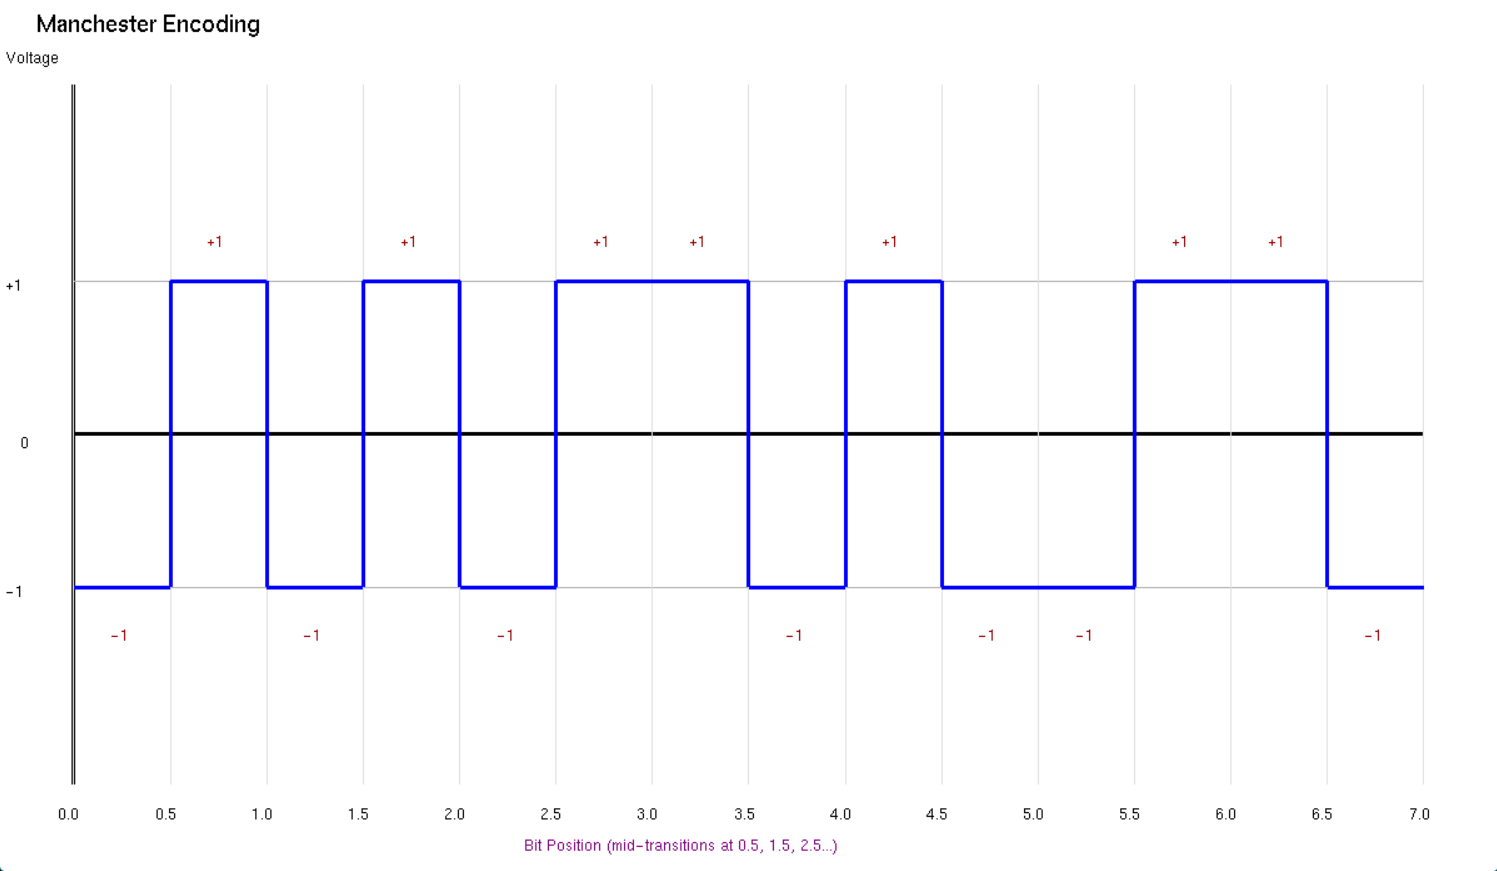 Manchester Encoding
Voltage
+1 +1 +1 +1 +1 +1 +1
+1
0
-1
-1 -1 -1 -1 -1 -1 -1
0.0 0.5 1.0 1.5 2.0 2.5 3.0 3.5 4.0 4.5 5.0 5.5 6.0 6.5 7.0
Bit Position (mid-transitions at 0.5, 1.5, 2.5...)